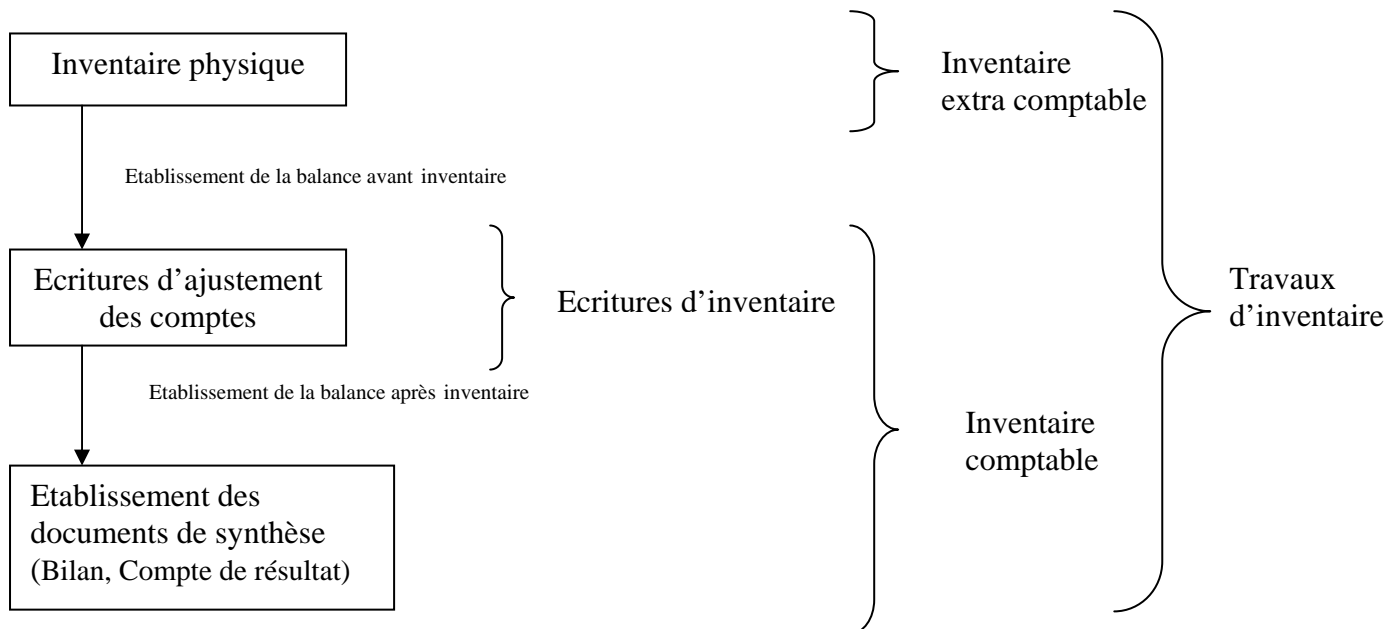 Inventaire physique
Inventaire
extra comptable
Etablissement de la balance avant inventaire
Ecritures d’ajustement
des comptes
Ecritures d’inventaire
Travaux
d’inventaire
Etablissement de la balance après inventaire
Inventaire
comptable
Etablissement des
documents de synthèse
(Bilan, Compte de résultat)